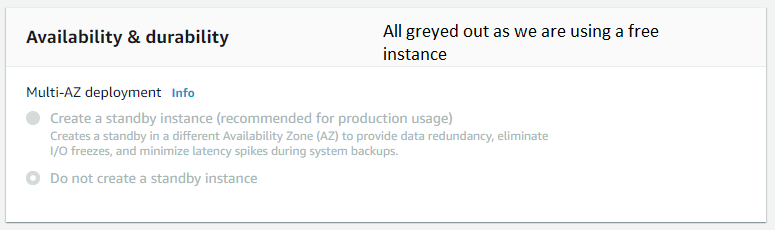 Availability & durability
All greyed out as we are using a free
instance
Multi-AZ deployment Info
Create a standby instance (recommended for production usage)
Creates a standby in a different Availability Zone (AZ) to provide data redundancy, eliminate
I/O freezes, and minimize latency spikes during system backups.
Do not create a standby instance